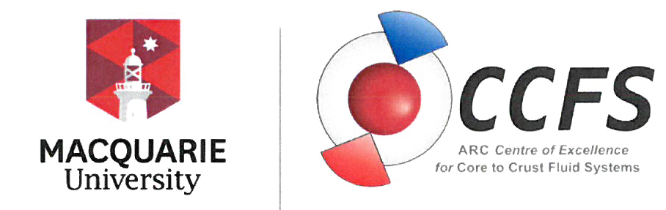 MACQUARIE
University
CCFS
ARC Centre of Excellence
for Core to Crust Fluid Systems